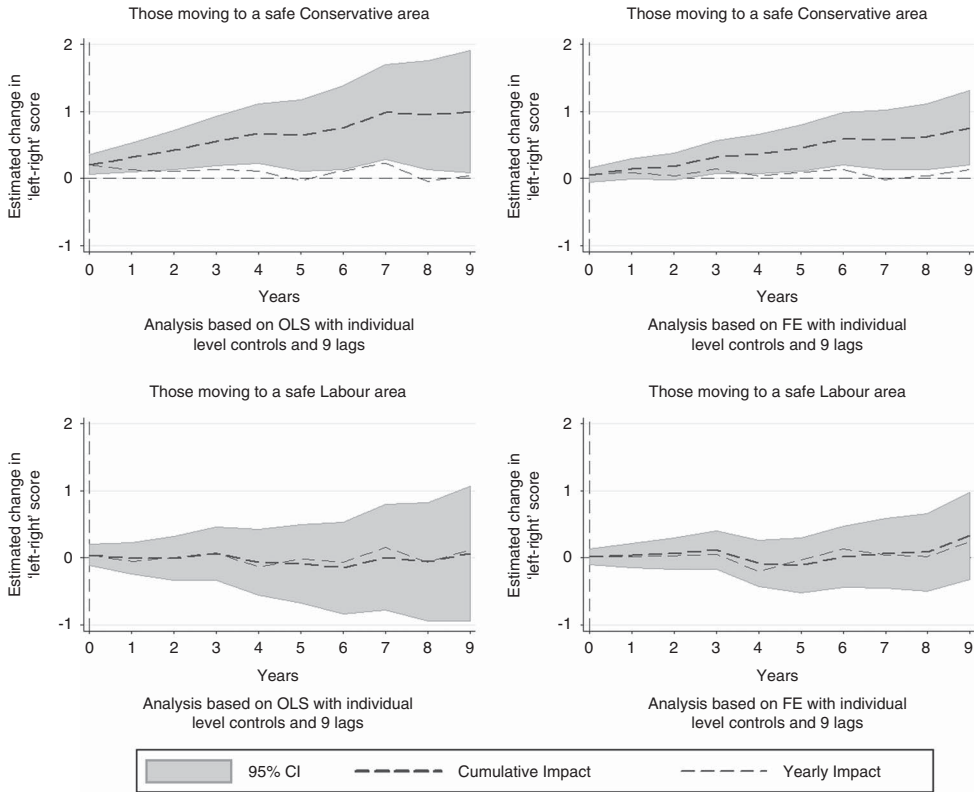 Those moving to a safe Conservative area
Estimated change in
'left-right' score
2
1
0
-1
0 1 2 3 4 5 6 7 8 9
Years
Analysis based on OLS with individual
level controls and 9 lags
Those moving to a safe Conservative area
Estimated change in
'left-right' score
2
1
0
-1
0 1 2 3 4 5 6 7 8 9
Years
Analysis based on FE with individual
level controls and 9 lags
Those moving to a safe Labour area
Estimated change in
'left-right' score
2
1
0
-1
0 1 2 3 4 5 6 7 8 9
Years
Analysis based on OLS with individual
level controls and 9 lags
Those moving to a safe Labour area
Estimated change in
'left-right' score
2
1
0
-1
0 1 2 3 4 5 6 7 8 9
Years
Analysis based on FE with individual
level controls and 9 lags
95% CI Cumulative Impact Yearly Impact